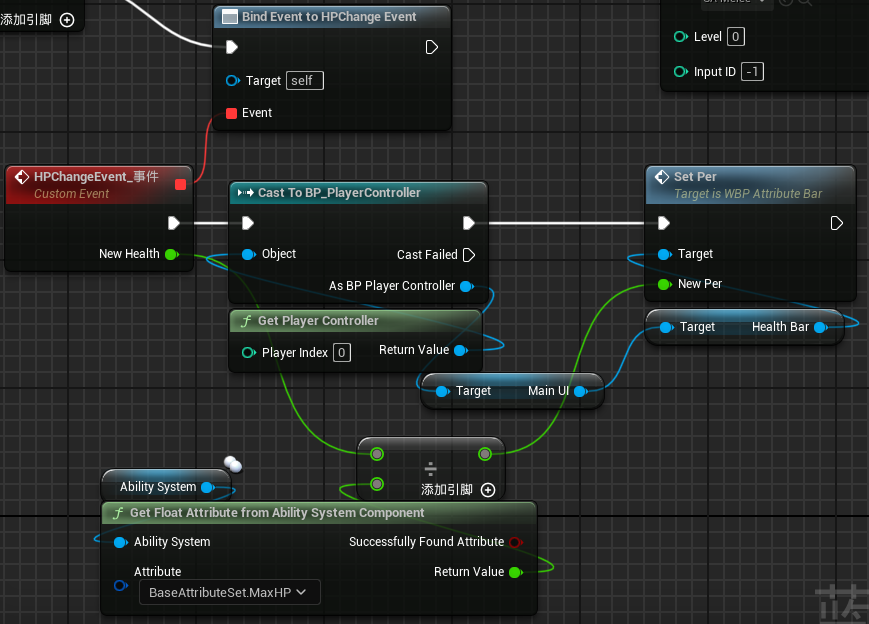 添加引脚
Bind Event to HPChange Event
Target self
Event
Level 0
Input ID -1
HPChangeEvent_事件
Custom Event
New Health
Cast To BP_PlayerController
Object
Cast Failed
As BP Player Controller
Set Per
Target is WBP Attribute Bar
Target
New Per
Get Player Controller
Player Index 0
Return Value
Target Health Bar
Target Main UI
÷
添加引脚
Ability System
Get Float Attribute from Ability System Component
Ability System
Successfully Found Attribute
Attribute
Return Value
BaseAttributeSet.MaxHP